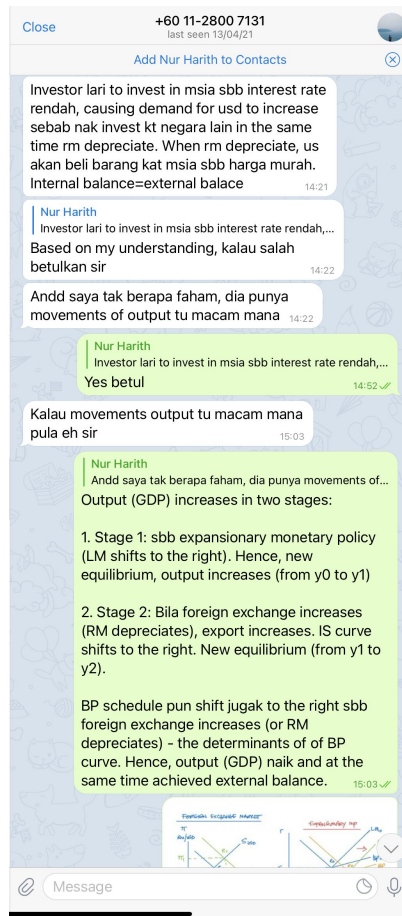 Close
+60 11-2800 7131
last seen 13/04/21
Add Nur Harith to Contacts
Investor lari to invest in msia sbb interest rate
rendah, causing demand for usd to increase
sebab nak invest kt negara lain in the same
time rm depreciate. When rm depreciate, us
akan beli barang kat msia sbb harga murah.
Internal balance=external balace
14:21
Nur Harith
Investor lari to invest in msia sbb interest rate rendah,...
Based on my understanding, kalau salah
betulkan sir
14:22
Andd saya tak berapa faham, dia punya
movements of output tu macam mana
14:22
Nur Harith
Investor lari to invest in msia sbb interest rate rendah,...
Yes betul
14:52
Kalau movements output tu macam mana
pula eh sir
15:03
Nur Harith
Andd saya tak berapa faham, dia punya movements of...
Output (GDP) increases in two stages:
1. Stage 1: sbb expansionary monetary policy
(LM shifts to the right). Hence, new
equilibrium, output increases (from y0 to y1)
2. Stage 2: Bila foreign exchange increases
(RM depreciates), export increases. IS curve
shifts to the right. New equilibrium (from y1 to
y2).
BP schedule pun shift jugak to the right sbb
foreign exchange increases (or RM
depreciates) - the determinants of of BP
curve. Hence, output (GDP) naik and at the
same time achieved external balance.
15:03
FOREIGN EXCHANGE MARKET
Message